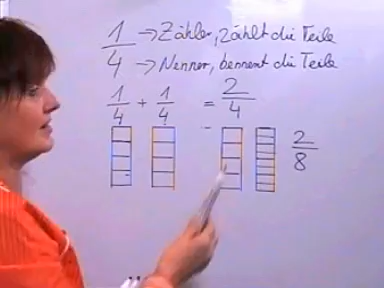 1/4 → Zähler, zählt die Teile
→ Nenner, benennt die Teile
1/4 + 1/4 = 2/4
2/8